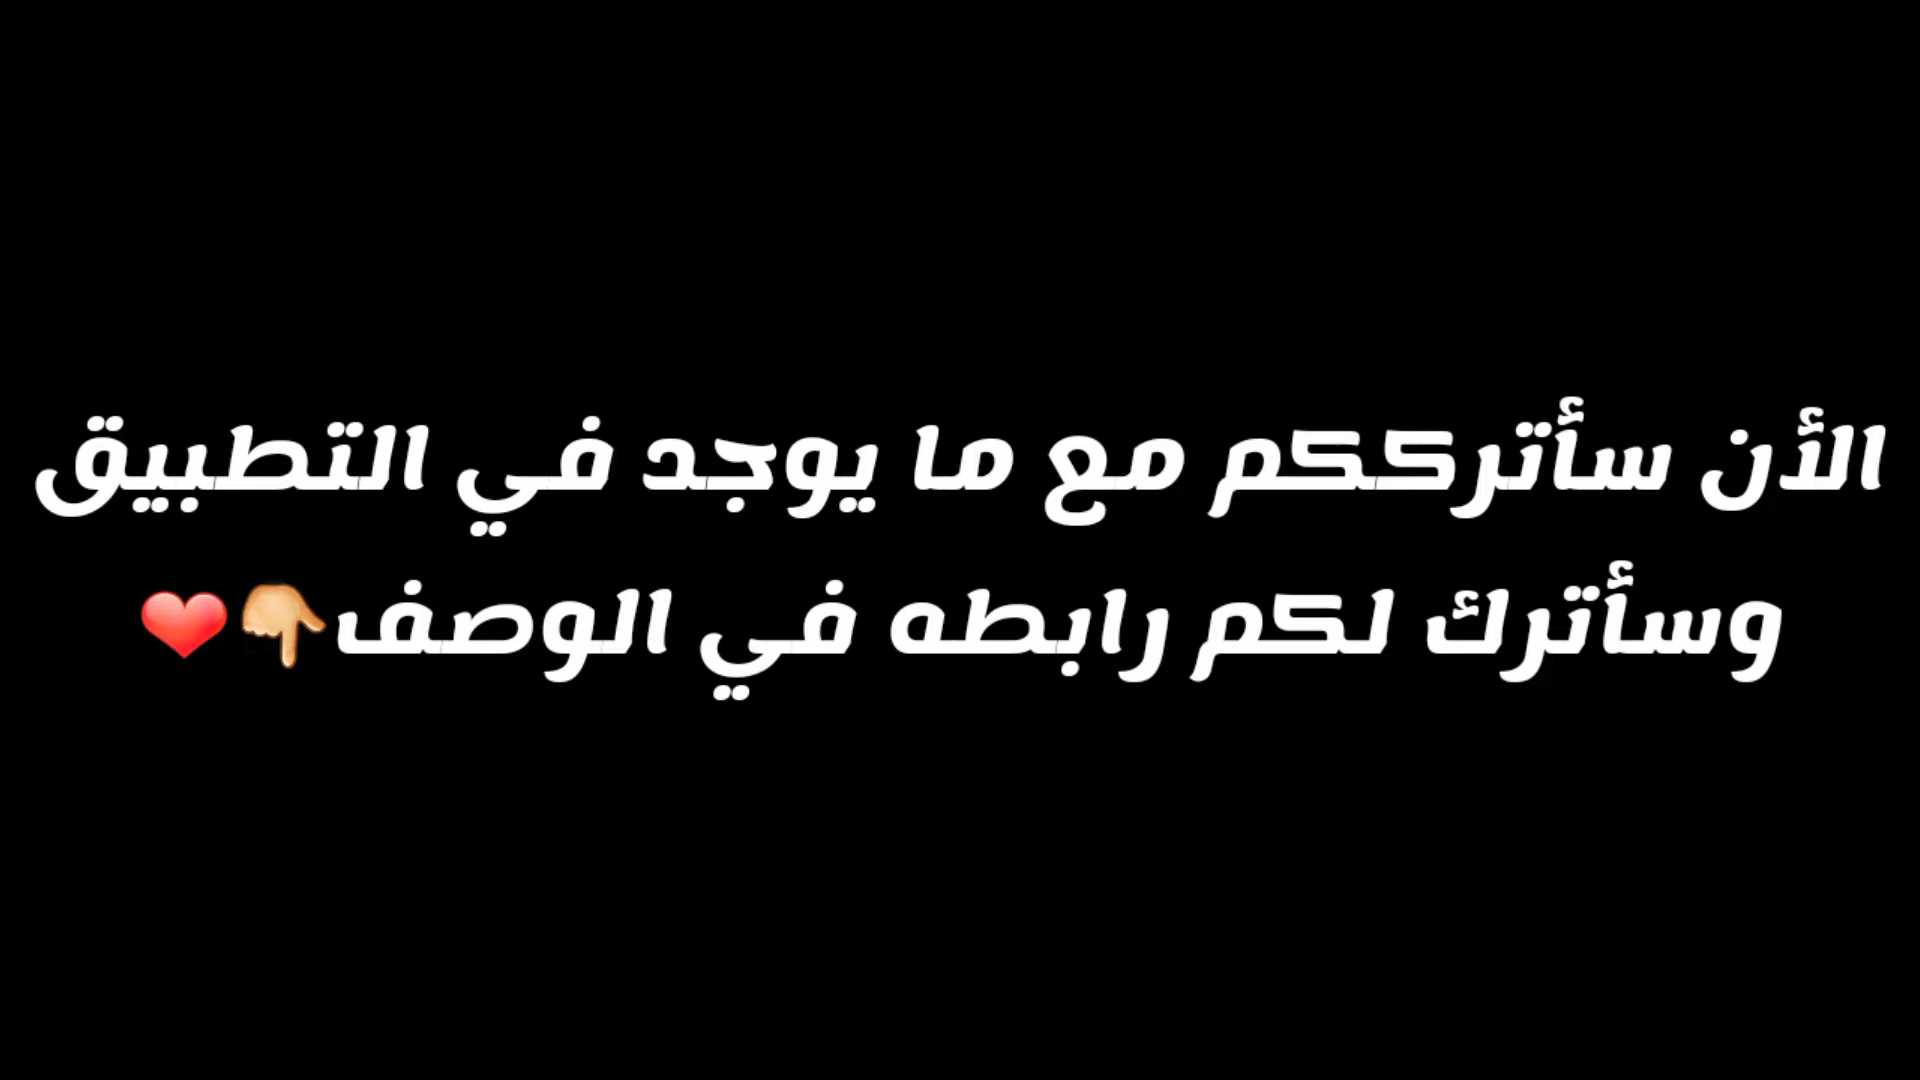 الأن سأترككم مع ما يوجد في التطبيق
وسأترك لكم رابطه في الوصف👇🏼❤